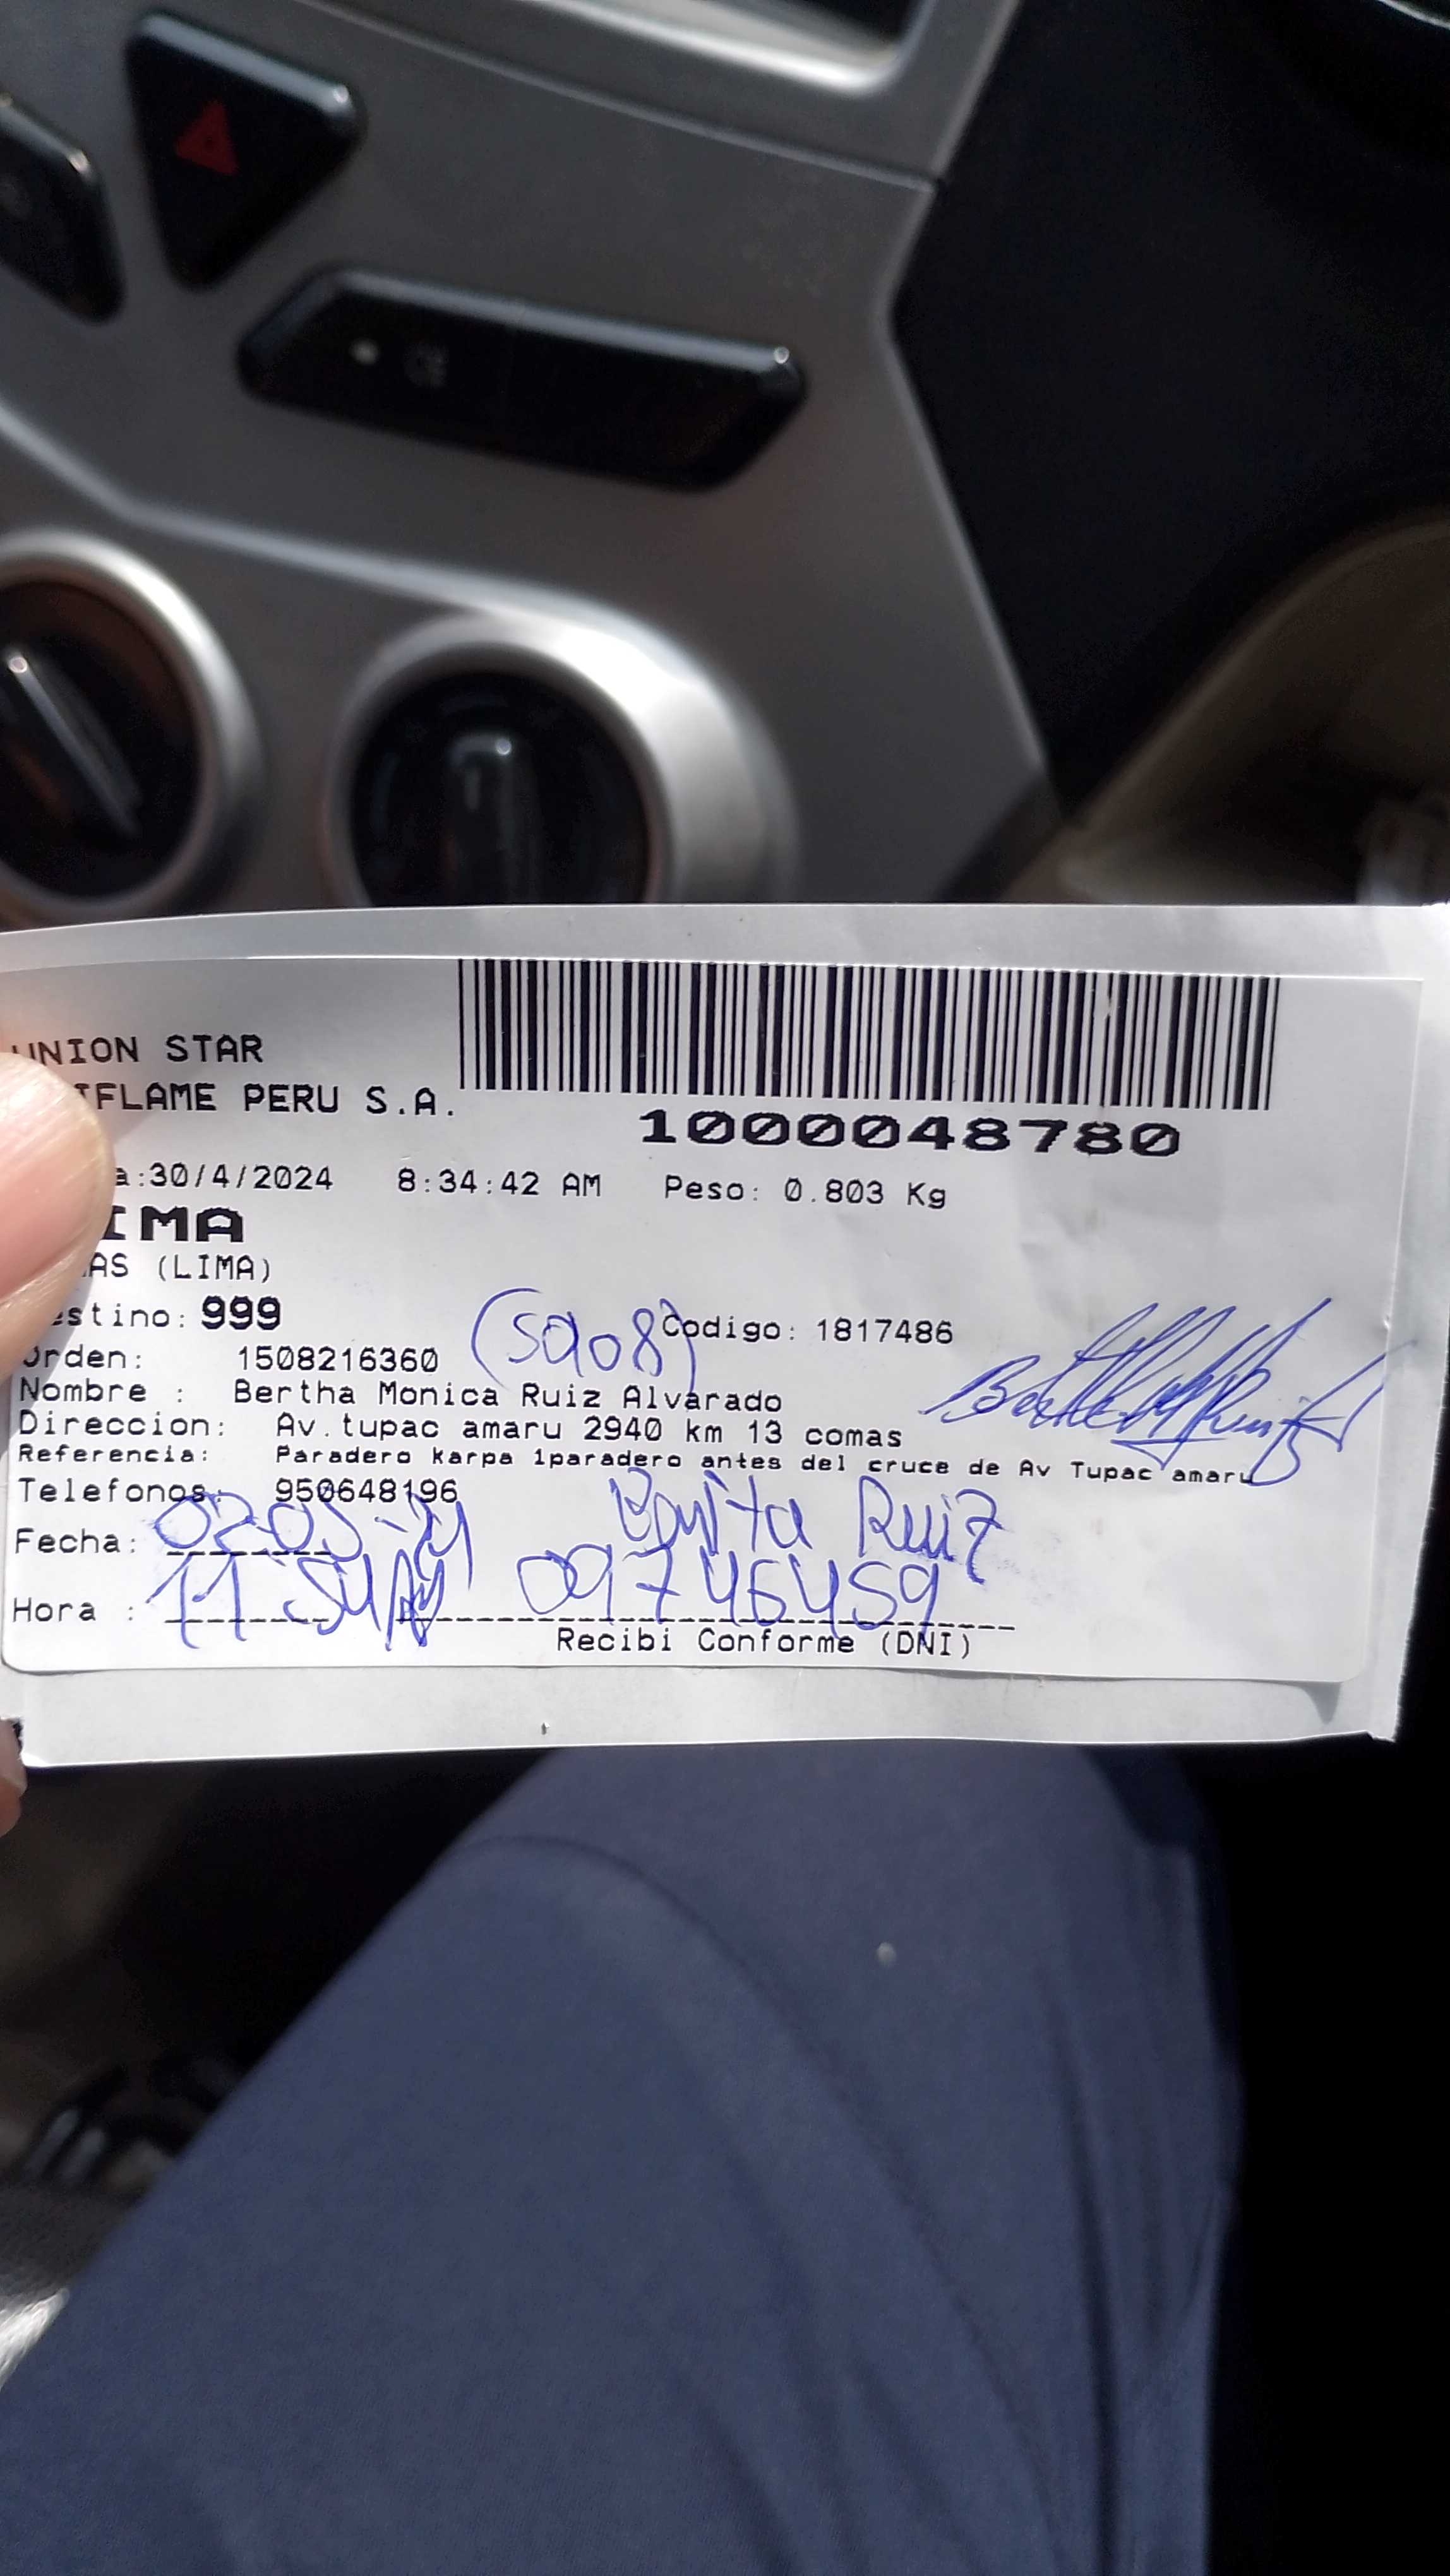 UNION STAR
IFLAME PERU S.A.
1000048780
a:30/4/2024 8:34:42 AM Peso: 0.803 Kg
IMA
AS (LIMA)
estino: 999
(5908) Codigo: 1817486
Orden: 1508216360
Nombre : Bertha Monica Ruiz Alvarado
Direccion: Av.tupac amaru 2940 km 13 comas
Referencia: Paradero karpa 1paradero antes del cruce de Av Tupac amaru
Telefonos: 950648196
Fecha: 02-05-24 Ruiz
Hora : 11:54 AM 09746459
Recibi Conforme (DNI)